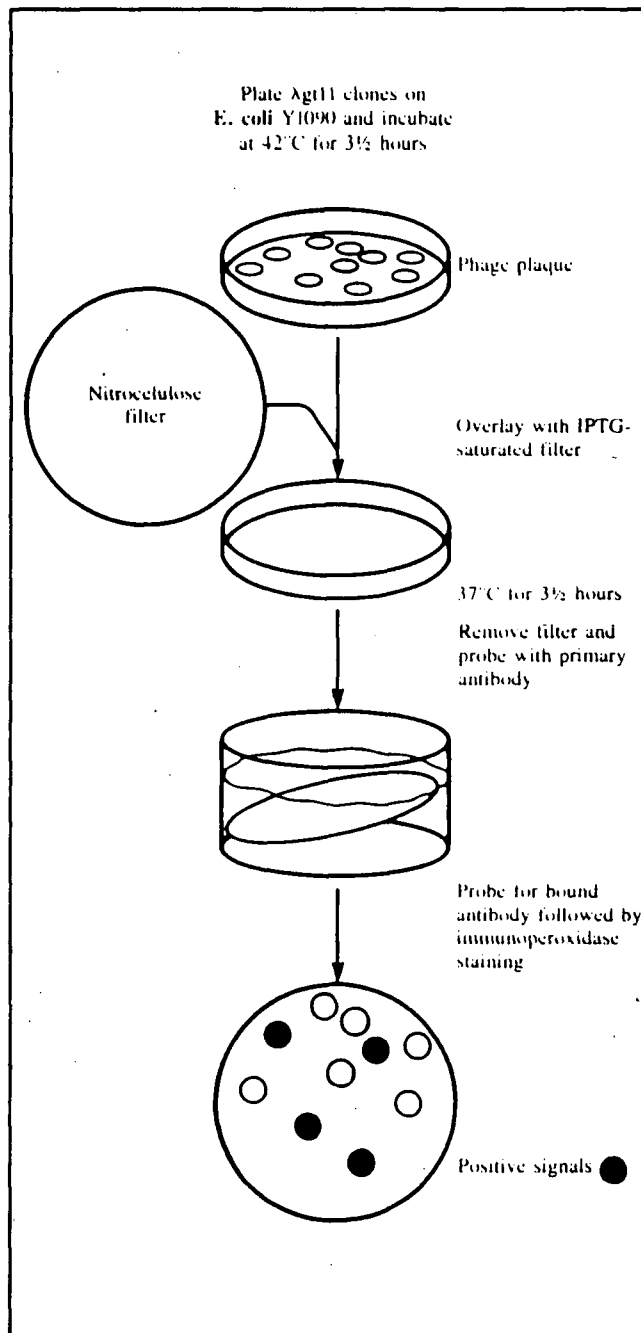 Plate λgt11 clones on
E. coli Y1090 and incubate
at 42°C for 3½ hours
Phage plaque
Nitrocelulose
filter
Overlay with IPTG-
saturated filter
37°C for 3½ hours
Remove filter and
probe with primary
antibody
Probe for bound
antibody followed by
immunoperoxidase
staining
Positive signals